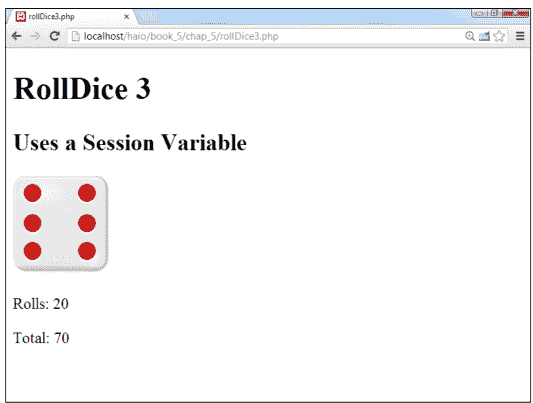 rollDice3.php
localhost/haio/book_5/chap_5/rollDice3.php
RollDice 3
Uses a Session Variable
Rolls: 20
Total: 70